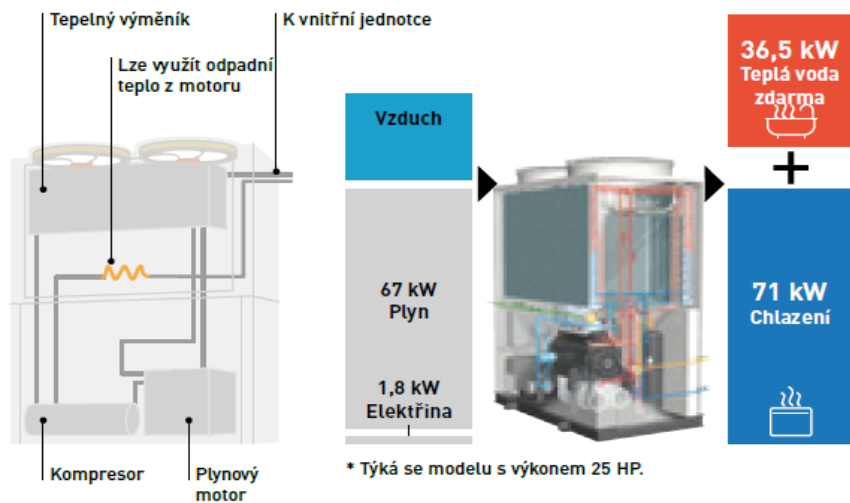 Tepelný výměník
K vnitřní jednotce
Lze využít odpadní
teplo z motoru
Kompresor
Plynový
motor
Vzduch
67 kW
Plyn
1,8 kW
Elektřina
36,5 kW
Teplá voda
zdarma
+
71 kW
Chlazení
* Týká se modelu s výkonem 25 HP.